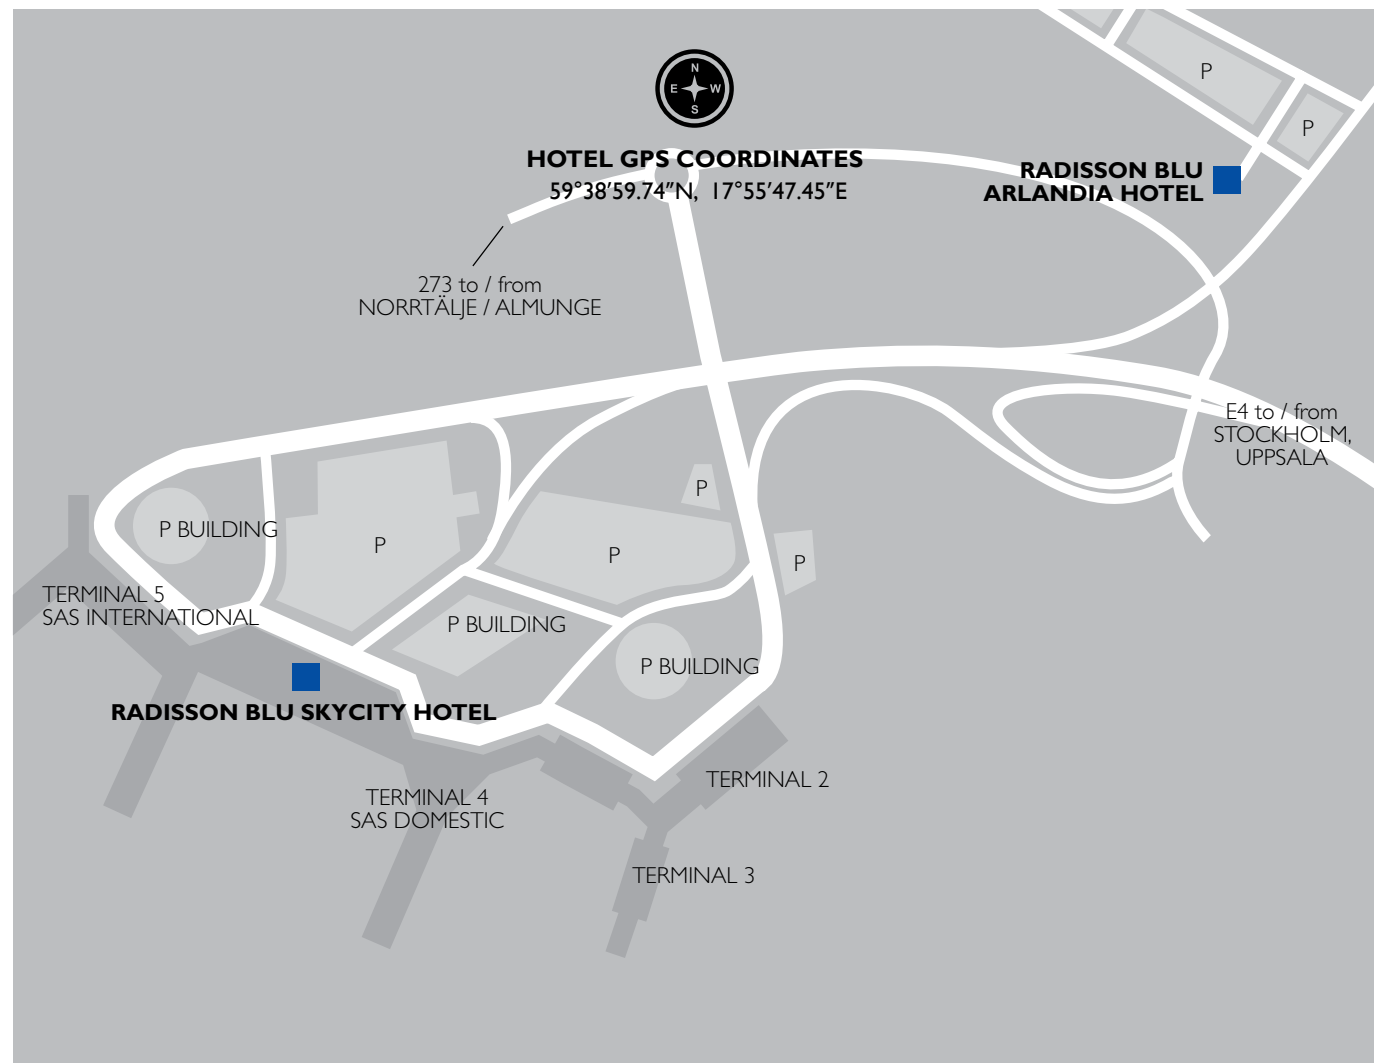 N
E W
S
P
P
HOTEL GPS COORDINATES
59°38′59.74″N, 17°55′47.45″E
RADISSON BLU
ARLANDIA HOTEL
273 to / from
NORRTÄLJE / ALMUNGE
E4 to / from
STOCKHOLM,
UPPSALA
P
P BUILDING
P
P
P
TERMINAL 5
SAS INTERNATIONAL
P BUILDING
P BUILDING
RADISSON BLU SKYCITY HOTEL
TERMINAL 2
TERMINAL 4
SAS DOMESTIC
TERMINAL 3